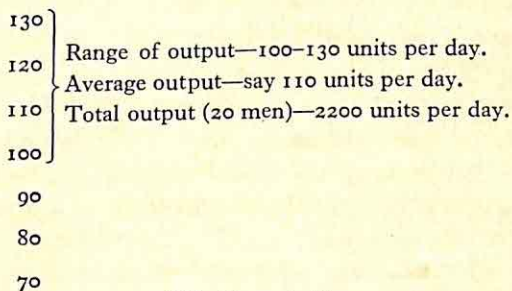 130
Range of output—100–130 units per day.
120
Average output—say 110 units per day.
110
Total output (20 men)—2200 units per day.
100
90
80
70